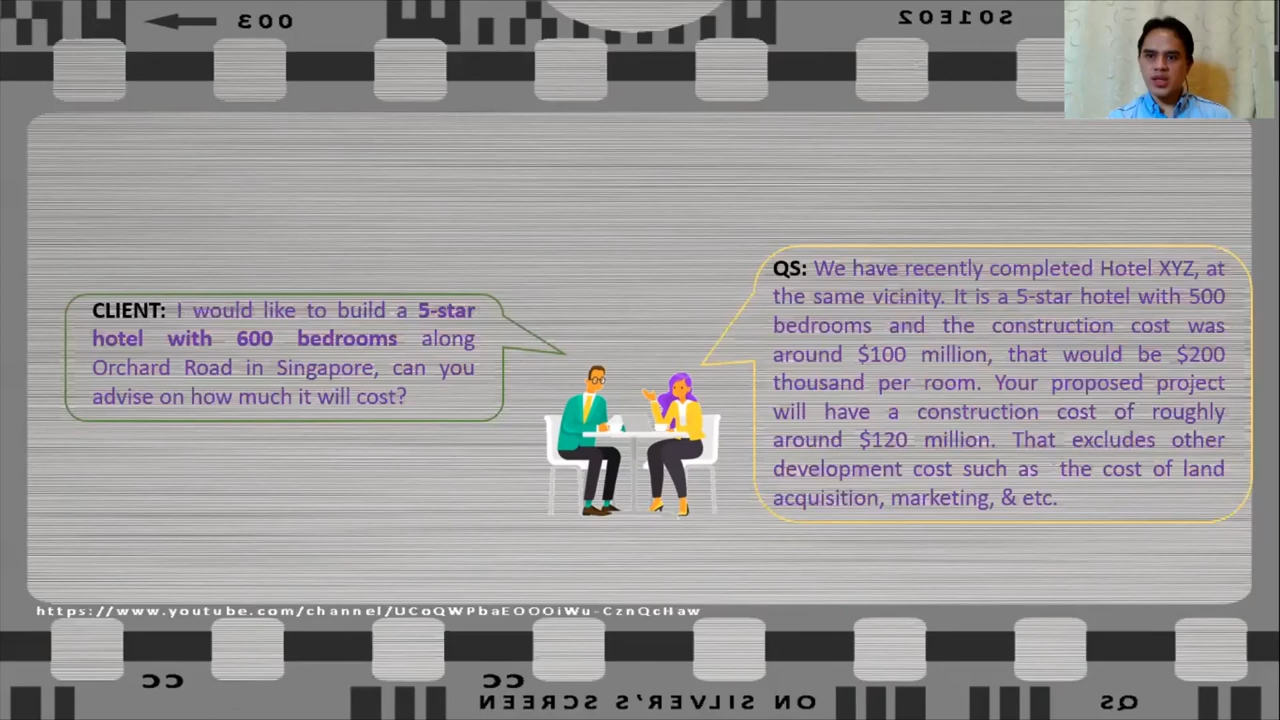 003
S01E02
CLIENT: I would like to build a 5-star
hotel with 600 bedrooms along
Orchard Road in Singapore, can you
advise on how much it will cost?
QS: We have recently completed Hotel XYZ, at
the same vicinity. It is a 5-star hotel with 500
bedrooms and the construction cost was
around $100 million, that would be $200
thousand per room. Your proposed project
will have a construction cost of roughly
around $120 million. That excludes other
development cost such as the cost of land
acquisition, marketing, & etc.
https://www.youtube.com/channel/UCoQWPbaEOOOiWu-CznQcHaw
CC
CC
ON SILVER'S SCREEN
QS